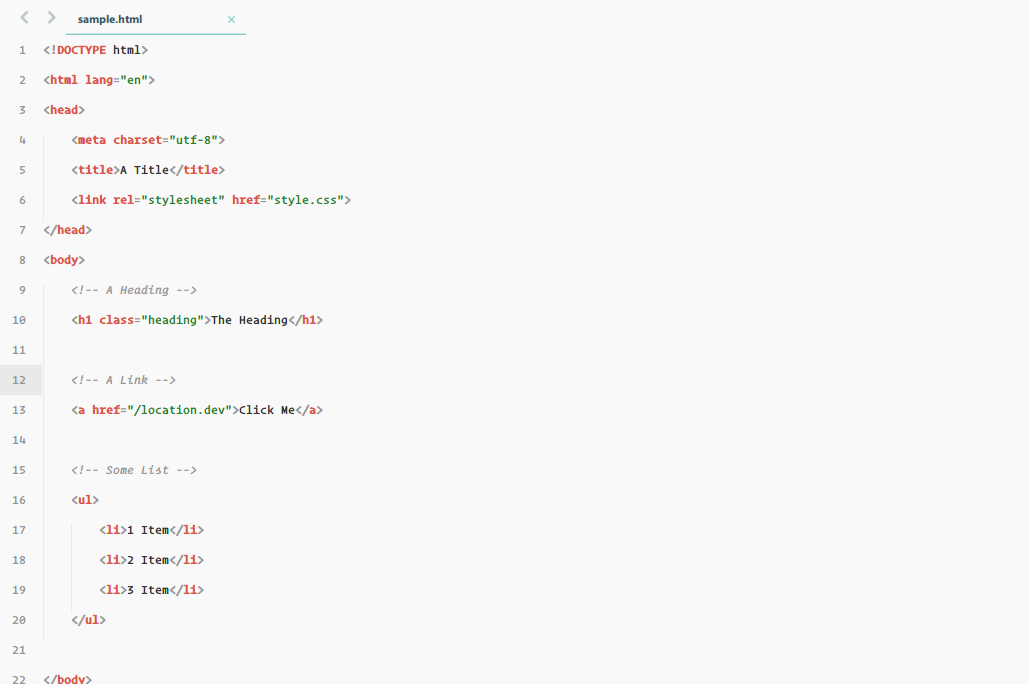 sample.html ×
1 <!DOCTYPE html>
2 <html lang="en">
3 <head>
4     <meta charset="utf-8">
5     <title>A Title</title>
6     <link rel="stylesheet" href="style.css">
7 </head>
8 <body>
9     <!-- A Heading -->
10     <h1 class="heading">The Heading</h1>
11
12     <!-- A Link -->
13     <a href="/location.dev">Click Me</a>
14
15     <!-- Some List -->
16     <ul>
17         <li>1 Item</li>
18         <li>2 Item</li>
19         <li>3 Item</li>
20     </ul>
21
22 </body>